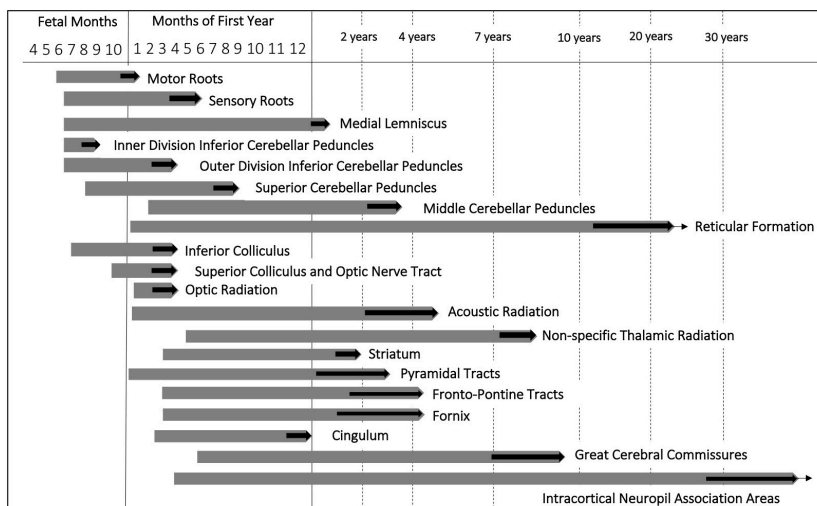 Fetal Months
Months of First Year
4 5 6 7 8 9 10
1 2 3 4 5 6 7 8 9 10 11 12
2 years
4 years
7 years
10 years
20 years
30 years
Motor Roots
Sensory Roots
Medial Lemniscus
Inner Division Inferior Cerebellar Peduncles
Outer Division Inferior Cerebellar Peduncles
Superior Cerebellar Peduncles
Middle Cerebellar Peduncles
Reticular Formation
Inferior Colliculus
Superior Colliculus and Optic Nerve Tract
Optic Radiation
Acoustic Radiation
Non-specific Thalamic Radiation
Striatum
Pyramidal Tracts
Fronto-Pontine Tracts
Fornix
Cingulum
Great Cerebral Commissures
Intracortical Neuropil Association Areas